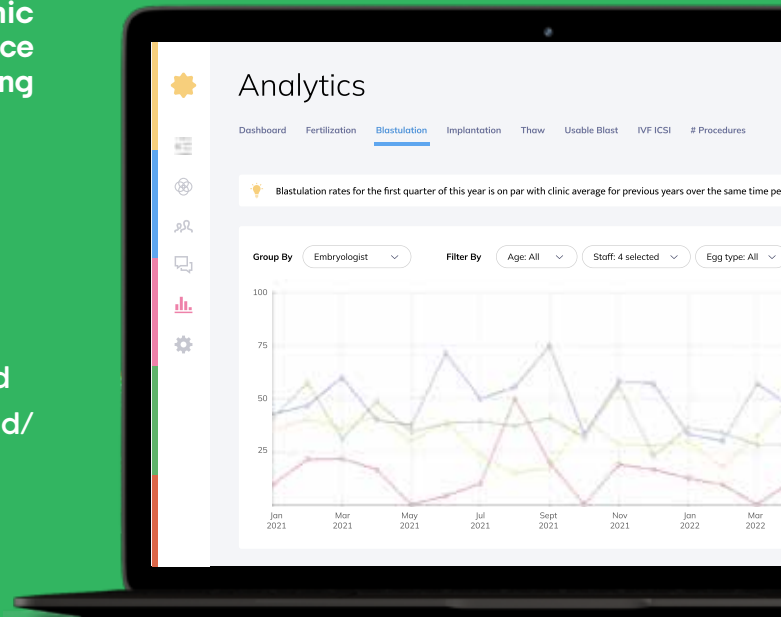 nic
ce
ng
d
d/
Analytics
Dashboard Fertilization Blastulation Implantation Thaw Usable Blast IVF ICSI # Procedures
Blastulation rates for the first quarter of this year is on par with clinic average for previous years over the same time pe
Group By Embryologist Filter By Age: All Staff: 4 selected Egg type: All
100
75
50
25
Jan Mar May Jul Sept Nov Jan Mar
2021 2021 2021 2021 2021 2021 2022 2022